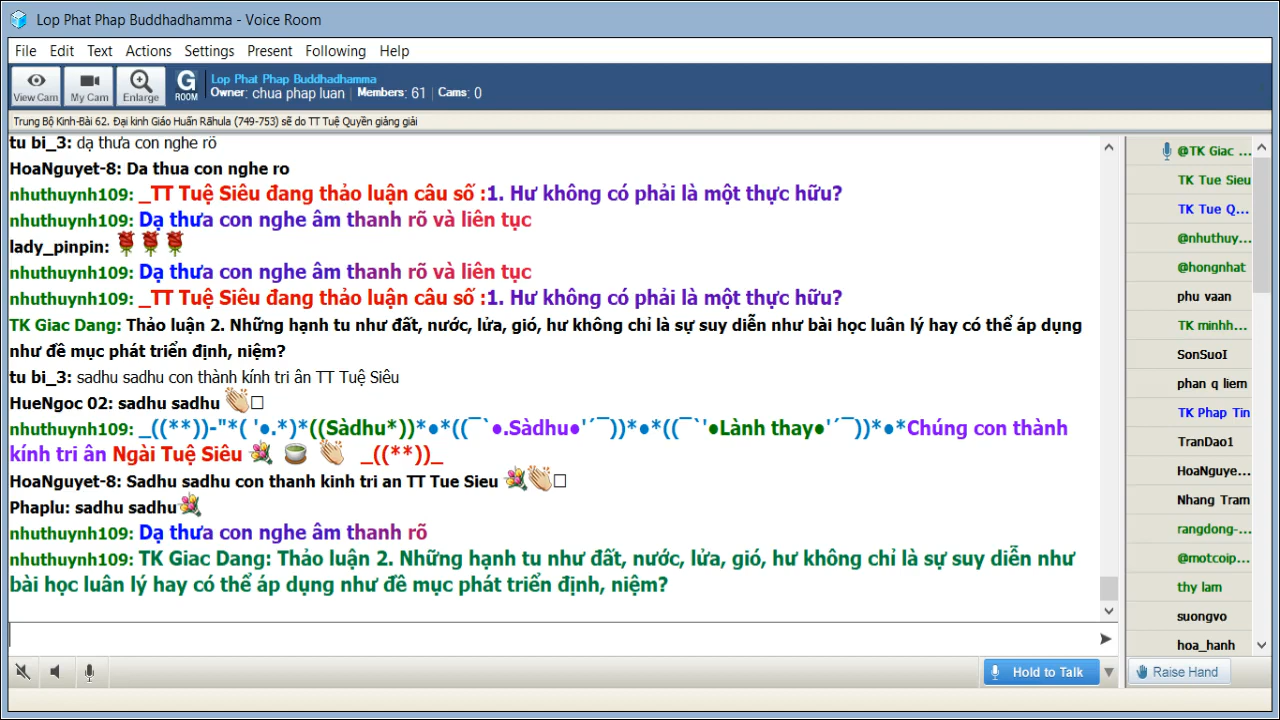 Lop Phat Phap Buddhadhamma - Voice Room
File Edit Text Actions Settings Present Following Help
View Cam My Cam Enlarge G ROOM
Lop Phat Phap Buddhadhamma
Owner: chua phap luan Members: 61 Cams: 0
Trung Bộ Kinh-Bài 62. Đại kinh Giáo Huấn Rāhula (749-753) sẽ do TT Tuệ Quyền giảng giải
tu bi_3: dạ thưa con nghe rõ
HoaNguyet-8: Da thua con nghe ro
nhuthuynh109: _TT Tuệ Siêu đang thảo luận câu số :1. Hư không có phải là một thực hữu?
nhuthuynh109: Dạ thưa con nghe âm thanh rõ và liên tục
lady_pinpin: 🌹🌹🌹
nhuthuynh109: Dạ thưa con nghe âm thanh rõ và liên tục
nhuthuynh109: _TT Tuệ Siêu đang thảo luận câu số :1. Hư không có phải là một thực hữu?
TK Giac Dang: Thảo luận 2. Những hạnh tu như đất, nước, lửa, gió, hư không chỉ là sự suy diễn như bài học luân lý hay có thể áp dụng
như đề mục phát triển định, niệm?
tu bi_3: sadhu sadhu con thành kính tri ân TT Tuệ Siêu
HueNgoc 02: sadhu sadhu 👏□
nhuthuynh109: _((**))-"*( '●.*)*((Sàdhu*))*●*((¯`●.Sàdhu●'´¯))*●*((¯`'●Lành thay●'´¯))*●*Chúng con thành
kính tri ân Ngài Tuệ Siêu 💐 🍵 👏 _((**))_
HoaNguyet-8: Sadhu sadhu con thanh kinh tri an TT Tue Sieu 💐👏□
Phaplu: sadhu sadhu💐
nhuthuynh109: Dạ thưa con nghe âm thanh rõ
nhuthuynh109: TK Giac Dang: Thảo luận 2. Những hạnh tu như đất, nước, lửa, gió, hư không chỉ là sự suy diễn như
bài học luân lý hay có thể áp dụng như đề mục phát triển định, niệm?
Hold to Talk
@TK Giac ...
TK Tue Sieu
TK Tue Q...
@nhuthuy...
@hongnhat
phu vaan
TK minhh...
SonSuoI
phan q liem
TK Phap Tin
TranDao1
HoaNguye...
Nhang Tram
rangdong-...
@motcoip...
thy lam
suongvo
hoa_hanh
Raise Hand